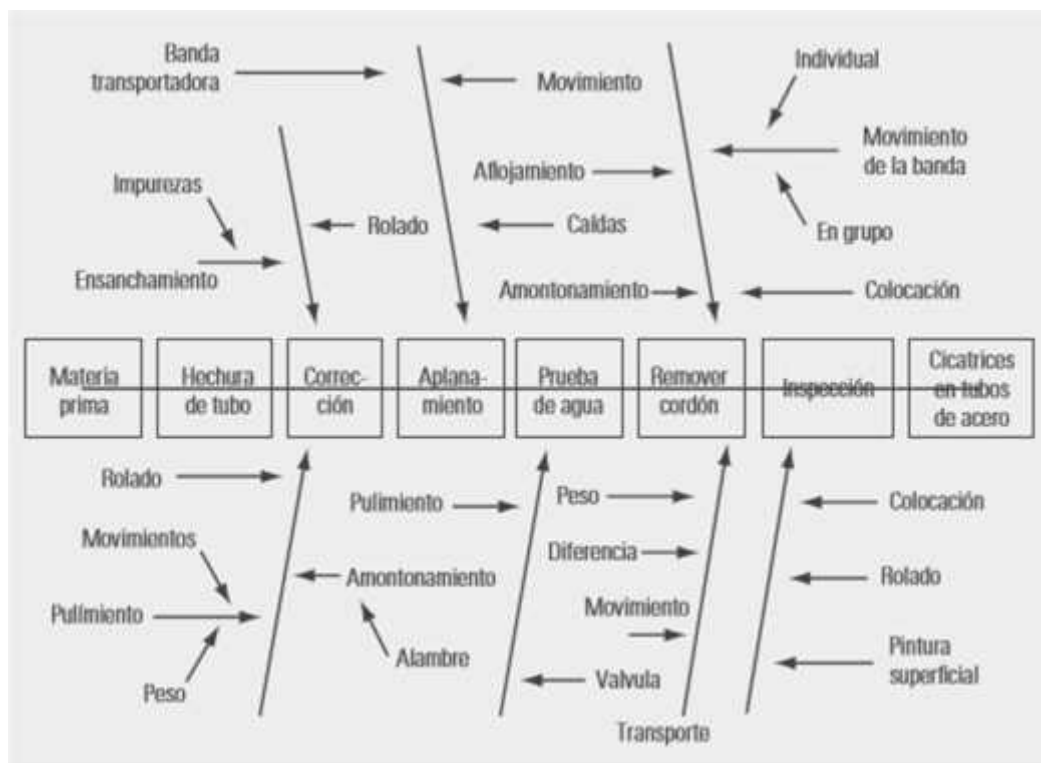 Banda
transportadora
Movimiento
Individual
Movimiento
de la banda
Aflojamiento
Impurezas
Rolado
Caídas
En grupo
Ensanchamiento
Amontonamiento
Colocación
Materia
prima
Hechura
de tubo
Correc-
ción
Aplana-
miento
Prueba
de agua
Remover
cordón
Inspección
Cicatrices
en tubos
de acero
Rolado
Pulimiento
Peso
Colocación
Movimientos
Diferencia
Amontonamiento
Rolado
Pulimiento
Movimiento
Alambre
Pintura
superficial
Peso
Valvula
Transporte